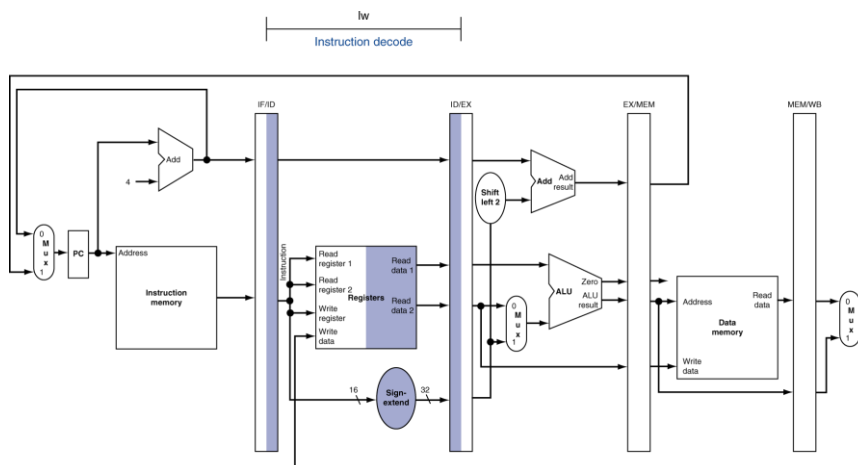 lw
Instruction decode
IF/ID
ID/EX
EX/MEM
MEM/WB
Add
4
Shift
left 2
Add
Add
result
0
M
u
x
1
PC
Address
Instruction
memory
Instruction
Read
register 1
Read
register 2
Write
register
Write
data
Registers
Read
data 1
Read
data 2
0
M
u
x
1
Zero
ALU
ALU
result
Address
Write
data
Data
memory
Read
data
0
M
u
x
1
16
Sign-
extend
32